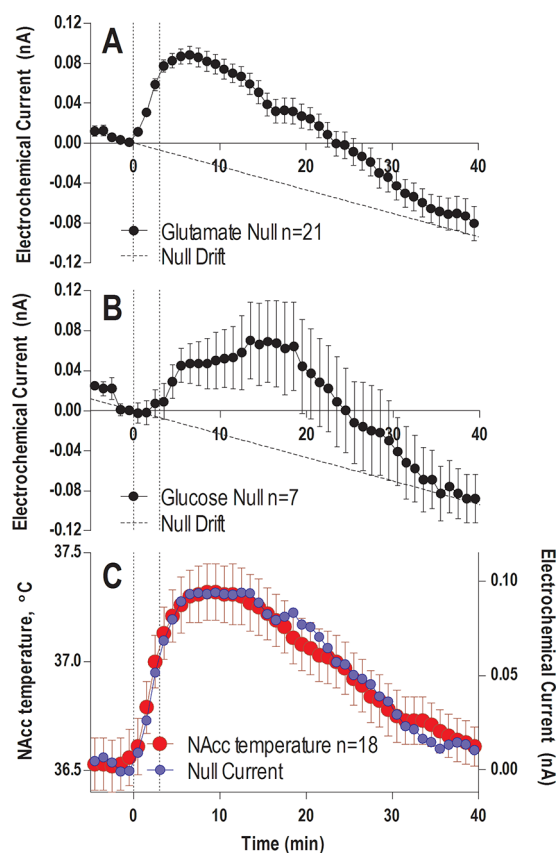 A
Electrochemical Current (nA)
0.12
0.08
0.04
0.00
-0.04
-0.08
-0.12
0
10
20
30
40
Glutamate Null n=21
Null Drift
B
Electrochemical Current (nA)
0.12
0.08
0.04
0.00
-0.04
-0.08
-0.12
0
10
20
30
40
Glucose Null n=7
Null Drift
C
NAcc temperature, °C
37.5
37.0
36.5
Electrochemical Current
(nA)
0.10
0.05
0.00
NAcc temperature n=18
Null Current
0
10
20
30
40
Time (min)